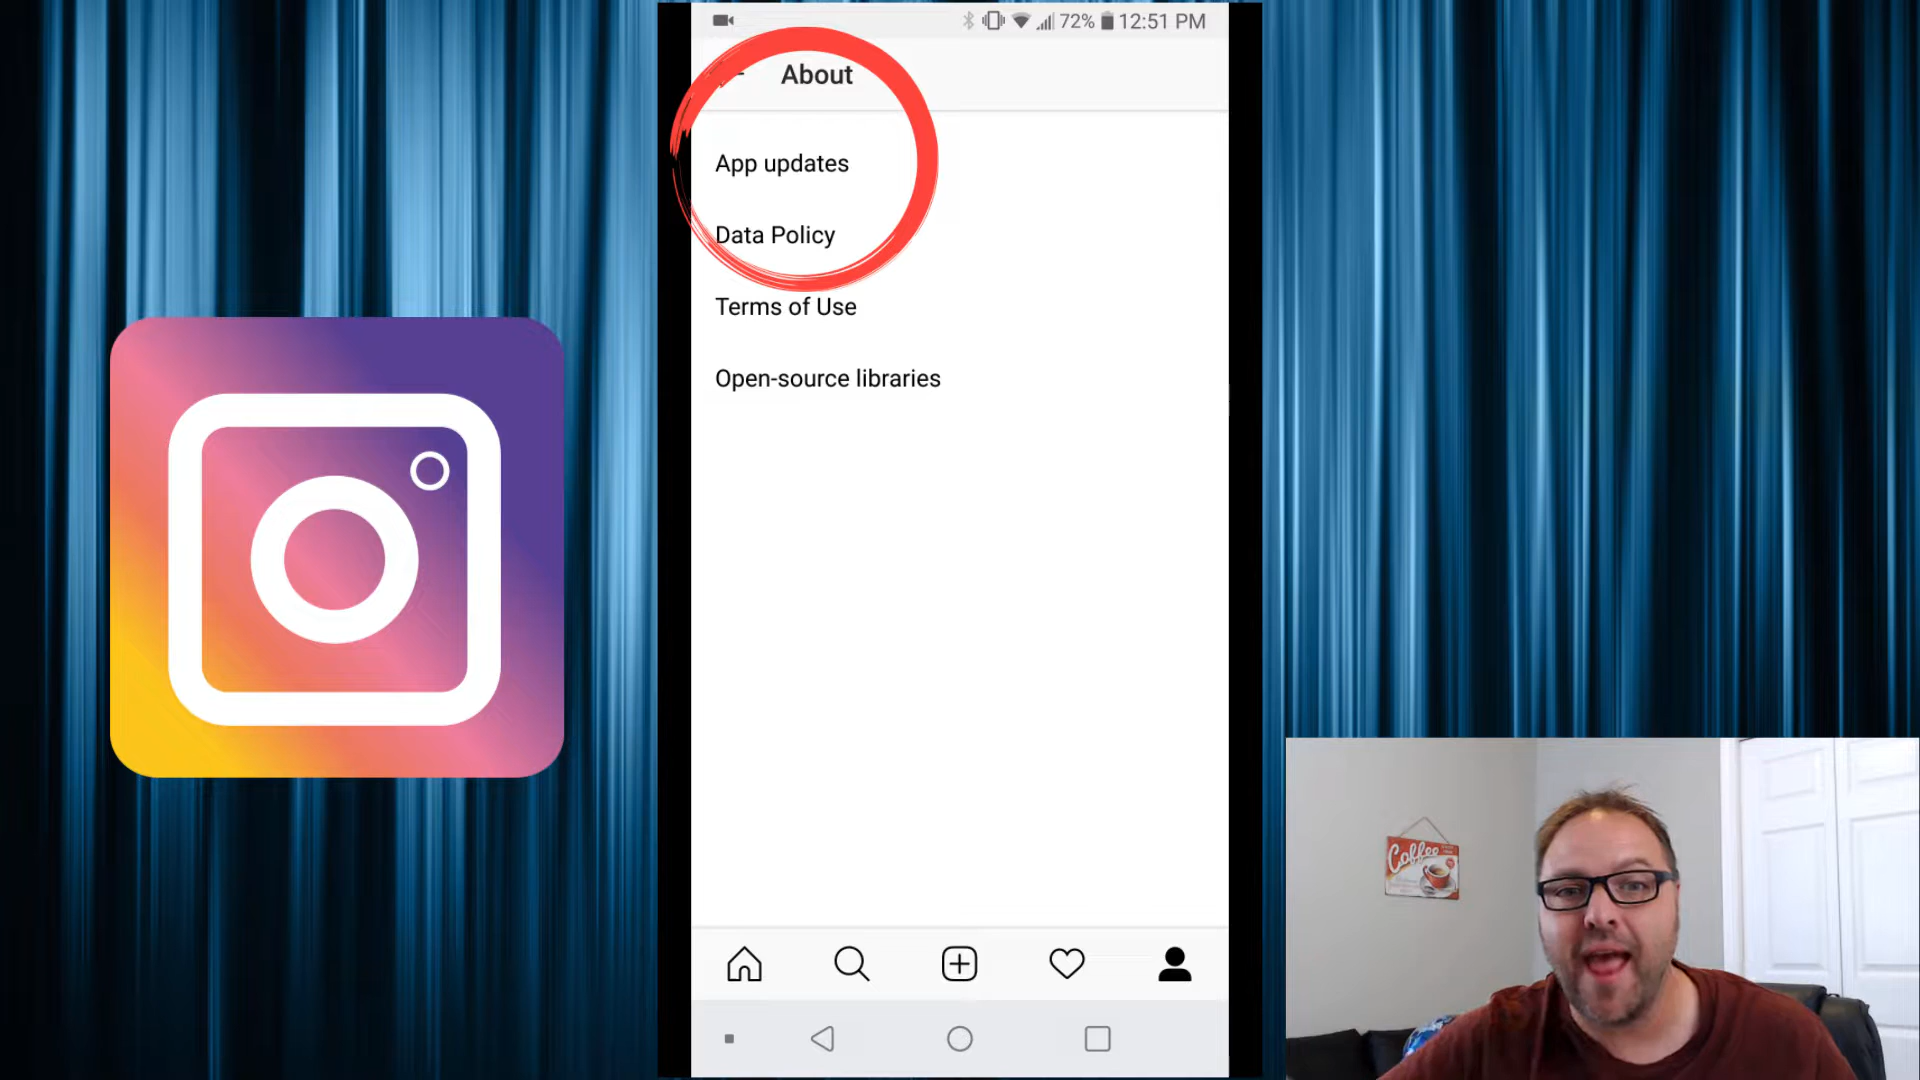 72% 12:51 PM
About
App updates
Data Policy
Terms of Use
Open-source libraries
Coffee